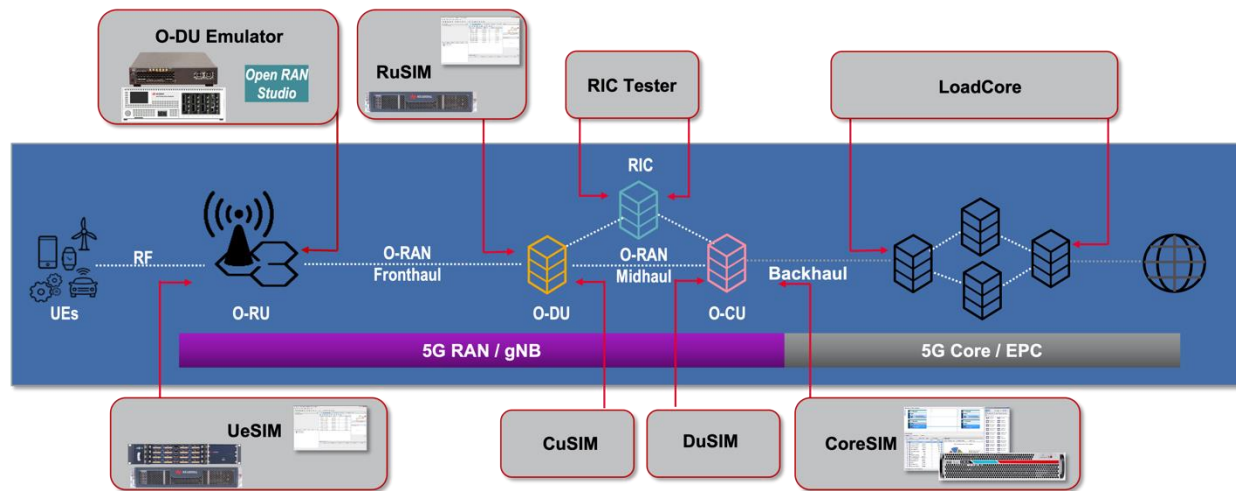 O-DU Emulator
Open RAN
Studio
RuSIM
RIC Tester
LoadCore
RIC
RF
O-RAN
Fronthaul
O-RAN
Midhaul
Backhaul
UEs
O-RU
O-DU
O-CU
5G RAN / gNB
5G Core / EPC
UeSIM
CuSIM
DuSIM
CoreSIM